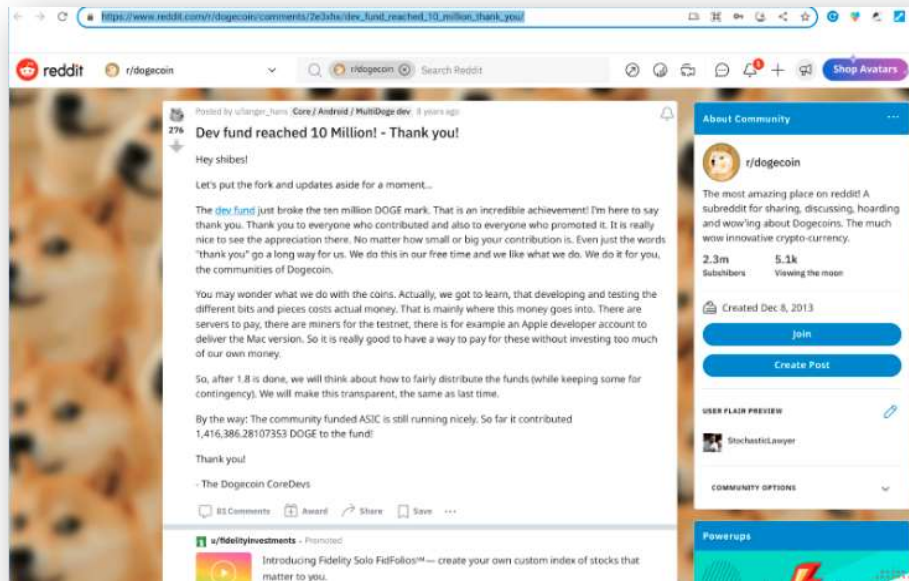 https://www.reddit.com/r/dogecoin/comments/2e3xhx/dev_fund_reached_10_million_thank_you/
reddit
r/dogecoin
r/dogecoin
Search Reddit
Shop Avatars
Posted by u/langer_hans Core / Android / MultiDoge dev 8 years ago
276
Dev fund reached 10 Million! - Thank you!
Hey shibes!
Let's put the fork and updates aside for a moment...
The dev fund just broke the ten million DOGE mark. That is an incredible achievement! I'm here to say
thank you. Thank you to everyone who contributed and also to everyone who promoted it. It is really
nice to see the appreciation there. No matter how small or big your contribution is. Even just the words
"thank you" go a long way for us. We do this in our free time and we like what we do. We do it for you,
the communities of Dogecoin.
You may wonder what we do with the coins. Actually, we got to learn, that developing and testing the
different bits and pieces costs actual money. That is mainly where this money goes into. There are
servers to pay, there are miners for the testnet, there is for example an Apple developer account to
deliver the Mac version. So it is really good to have a way to pay for these without investing too much
of our own money.
So, after 1.8 is done, we will think about how to fairly distribute the funds (while keeping some for
contingency). We will make this transparent, the same as last time.
By the way: The community funded ASIC is still running nicely. So far it contributed
1,416,386.28107353 DOGE to the fund!
Thank you!
- The Dogecoin CoreDevs
81 Comments Award Share Save
u/fidelityinvestments - Promoted
Introducing Fidelity Solo FidFolios℠— create your own custom index of stocks that
matter to you.
About Community
r/dogecoin
The most amazing place on reddit! A
subreddit for sharing, discussing, hoarding
and wow'ing about Dogecoins. The much
wow innovative crypto-currency.
2.3m 5.1k
Subshibers Viewing the moon
Created Dec 8, 2013
Join
Create Post
USER FLAIR PREVIEW
StochasticLawyer
COMMUNITY OPTIONS
Powerups